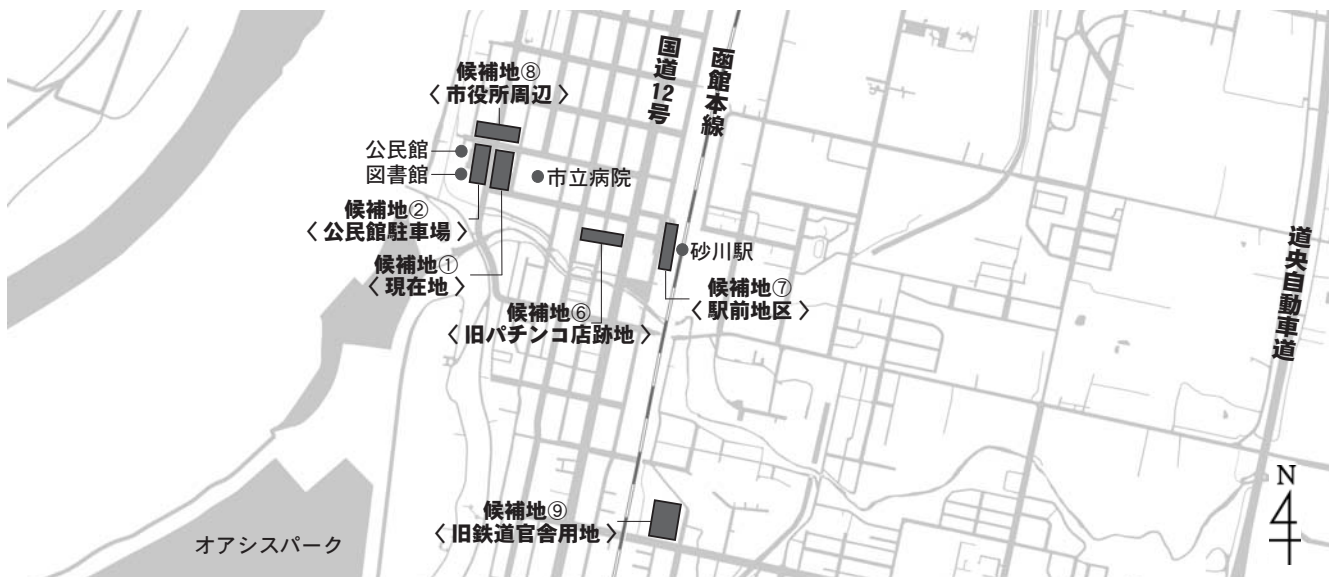 候補地⑧
〈 市役所周辺 〉
国道12号
函館本線
公民館
図書館
市立病院
候補地②
〈 公民館駐車場 〉
候補地①
〈 現在地 〉
砂川駅
候補地⑦
〈 駅前地区 〉
候補地⑥
〈 旧パチンコ店跡地 〉
道央自動車道
候補地⑨
〈 旧鉄道官舎用地 〉
オアシスパーク
N